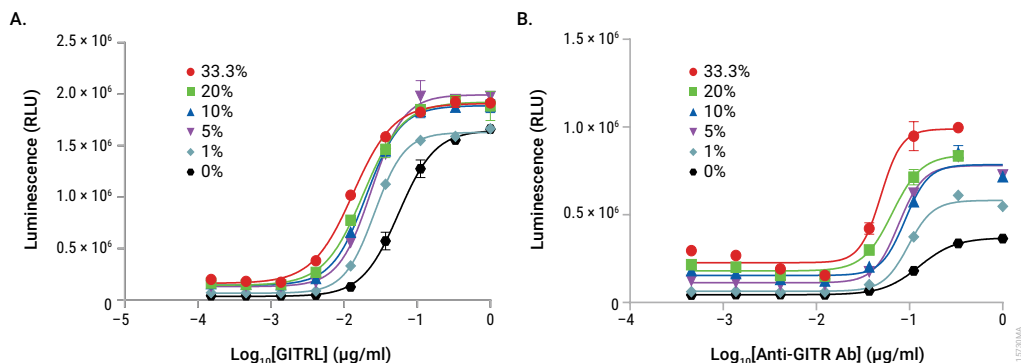 A.
Luminescence (RLU)
2.5 × 10⁶
2.0 × 10⁶
1.5 × 10⁶
1.0 × 10⁶
0.5 × 10⁶
0
33.3%
20%
10%
5%
1%
0%
−5 −4 −3 −2 −1 0
Log₁₀[GITRL] (μg/ml)
B.
Luminescence (RLU)
1.5 × 10⁶
1.0 × 10⁶
0.5 × 10⁶
0
33.3%
20%
10%
5%
1%
0%
−4 −3 −2 −1 0
Log₁₀[Anti-GITR Ab] (μg/ml)